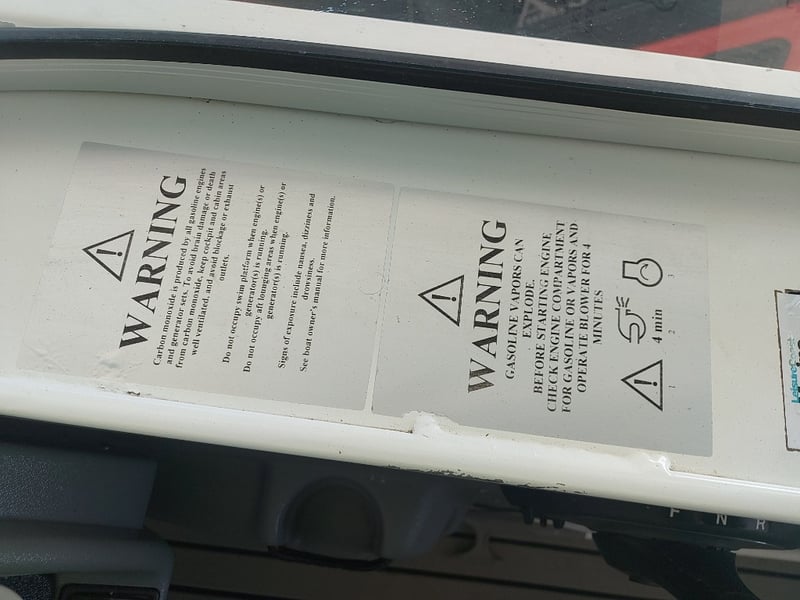 WARNING
Carbon monoxide is produced by all gasoline engines
and generator sets. To avoid brain damage or death
from carbon monoxide, keep cockpit and cabin areas
well ventilated, and avoid blockage or exhaust
outlets.
Do not occupy swim platform when engine(s) or
generator(s) is running.
Do not occupy aft lounging areas when engine(s) or
generator(s) is running.
Signs of exposure include nausea, dizziness and
drowsiness.
See boat owner's manual for more information.
WARNING
GASOLINE VAPORS CAN
EXPLODE.
BEFORE STARTING ENGINE
CHECK ENGINE COMPARTMENT
FOR GASOLINE OR VAPORS AND
OPERATE BLOWER FOR 4
MINUTES
4 min
1 2 3
LeisureCoast
F N R